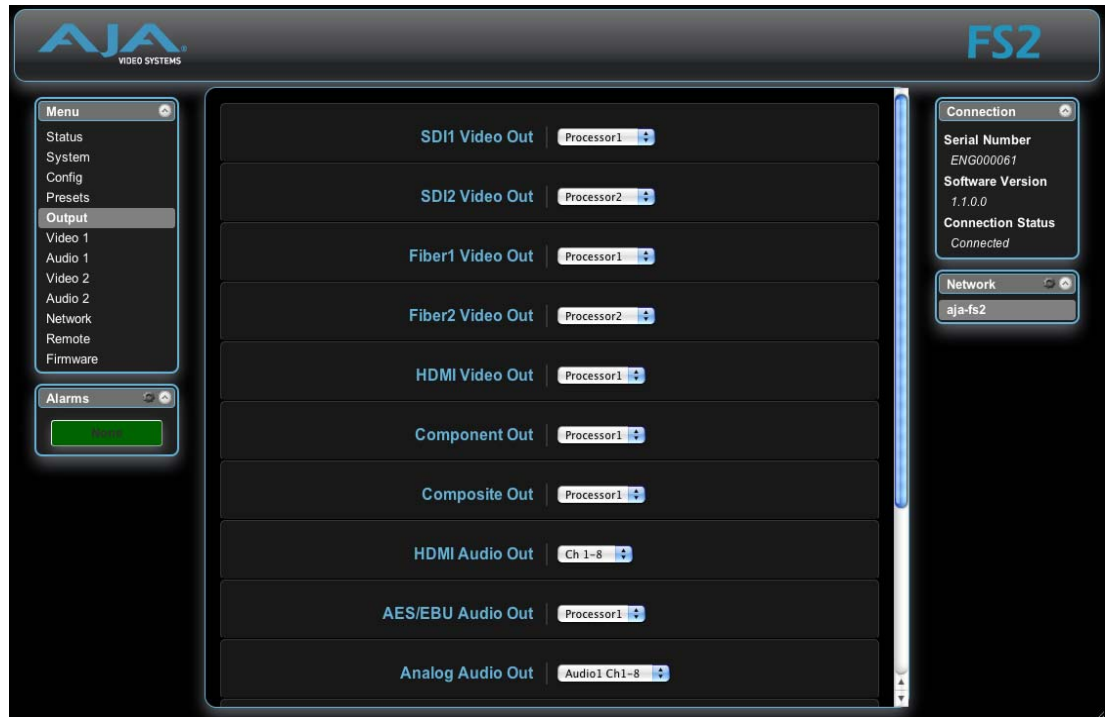 AJA
VIDEO SYSTEMS
FS2
Menu
Status
System
Config
Presets
Output
Video 1
Audio 1
Video 2
Audio 2
Network
Remote
Firmware
Alarms
None
SDI1 Video Out Processor1
SDI2 Video Out Processor2
Fiber1 Video Out Processor1
Fiber2 Video Out Processor2
HDMI Video Out Processor1
Component Out Processor1
Composite Out Processor1
HDMI Audio Out Ch 1-8
AES/EBU Audio Out Processor1
Analog Audio Out Audio1 Ch1-8
Connection
Serial Number
ENG000061
Software Version
1.1.0.0
Connection Status
Connected
Network
aja-fs2